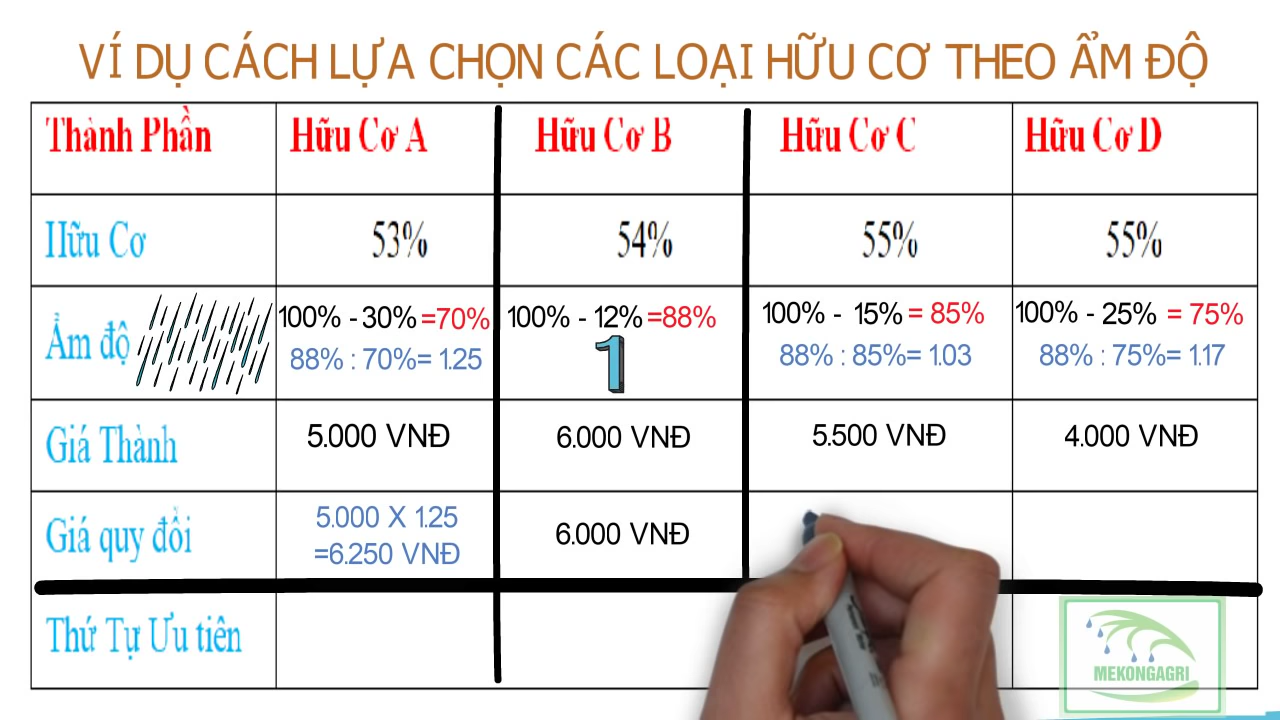 VÍ DỤ CÁCH LỰA CHỌN CÁC LOẠI HỮU CƠ THEO ẨM ĐỘ
Thành Phần Hữu Cơ A Hữu Cơ B Hữu Cơ C Hữu Cơ D
Hữu Cơ 53% 54% 55% 55%
Ẩm độ 100% - 30% =70% 100% - 12% =88% 100% - 15% = 85% 100% - 25% = 75%
88% : 70%= 1.25 1 88% : 85%= 1.03 88% : 75%= 1.17
Giá Thành 5.000 VNĐ 6.000 VNĐ 5.500 VNĐ 4.000 VNĐ
Giá quy đổi 5.000 X 1.25 6.000 VNĐ
=6.250 VNĐ
Thứ Tự Ưu tiên
MEKONGAGRI